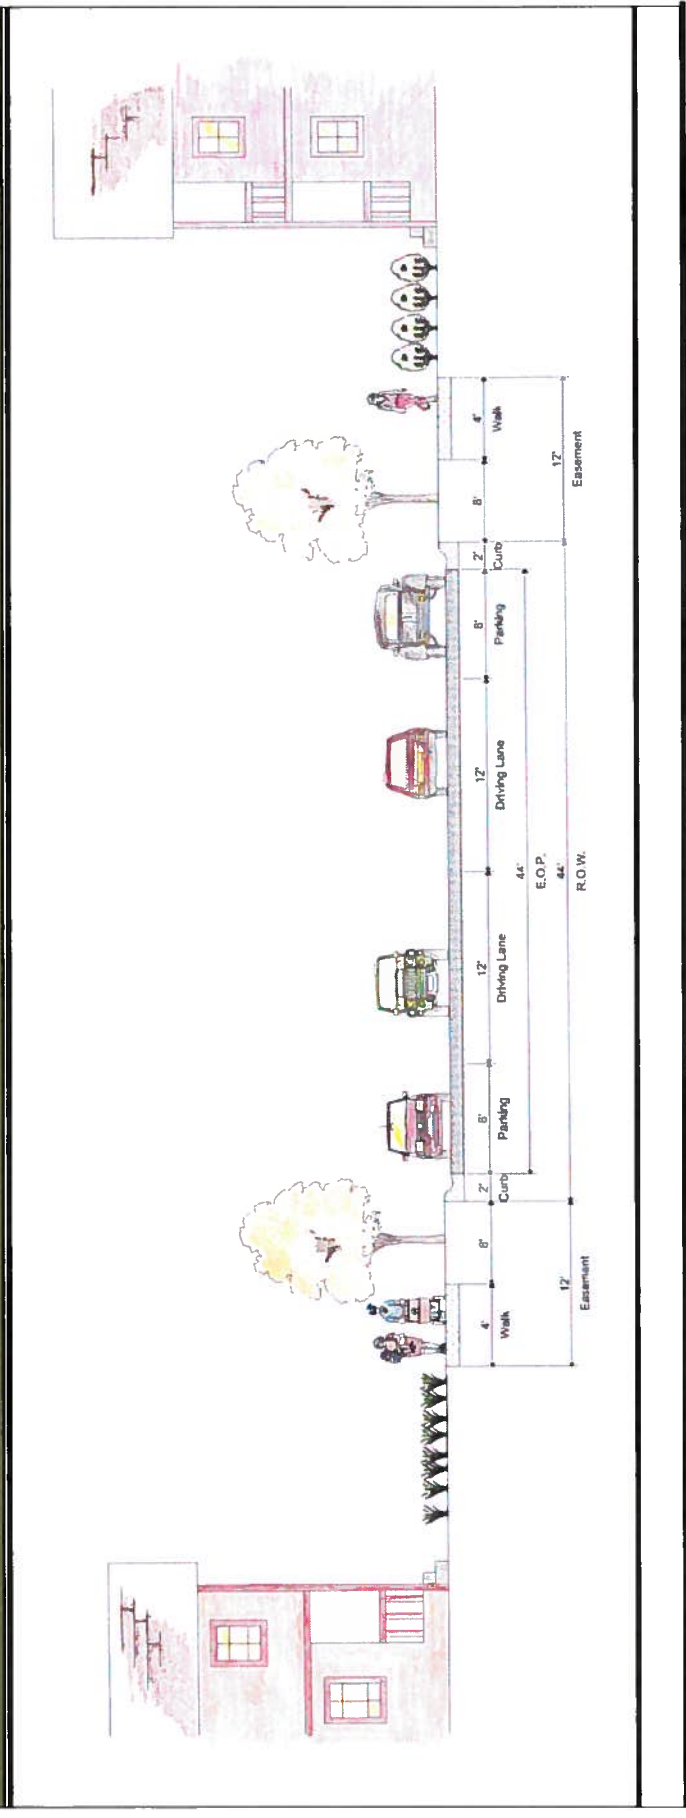 4' 8' 2' 8' 12' 12' 8' 2' 8' 4'
Walk Curb Parking Driving Lane Driving Lane Parking Curb Walk
44'
E.O.P.
12' 44' 12'
Easement R.O.W. Easement